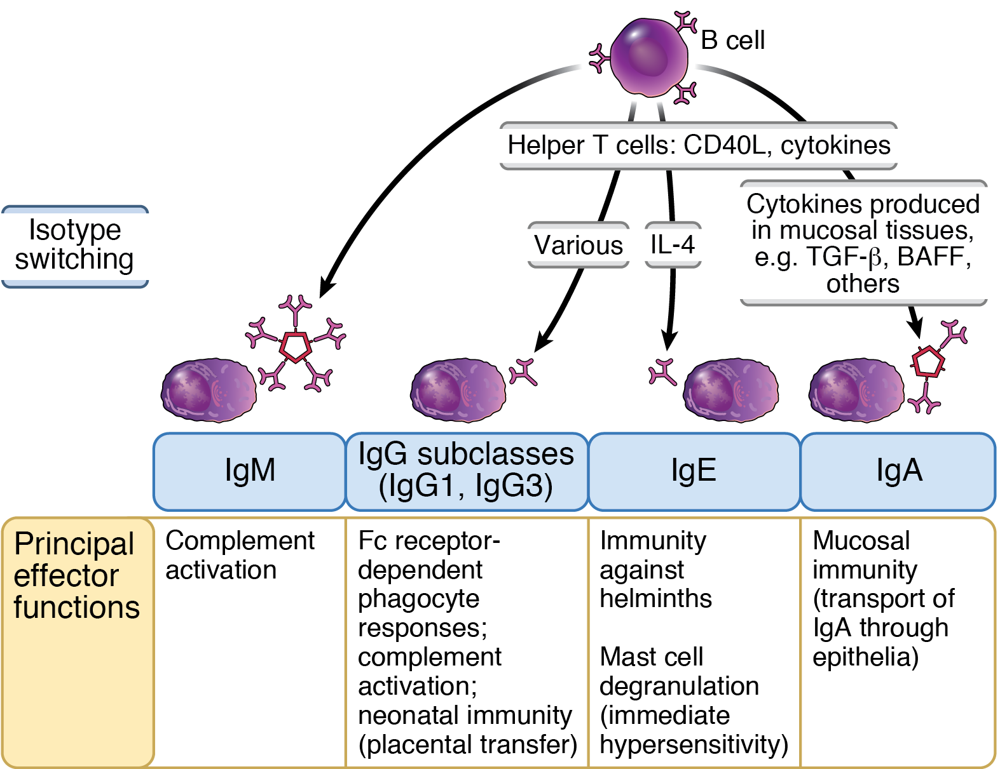 B cell
Helper T cells: CD40L, cytokines
Isotype
switching
Various
IL-4
Cytokines produced
in mucosal tissues,
e.g. TGF-β, BAFF,
others
IgM
IgG subclasses
(IgG1, IgG3)
IgE
IgA
Principal
effector
functions
Complement
activation
Fc receptor-
dependent
phagocyte
responses;
complement
activation;
neonatal immunity
(placental transfer)
Immunity
against
helminths
Mast cell
degranulation
(immediate
hypersensitivity)
Mucosal
immunity
(transport of
IgA through
epithelia)